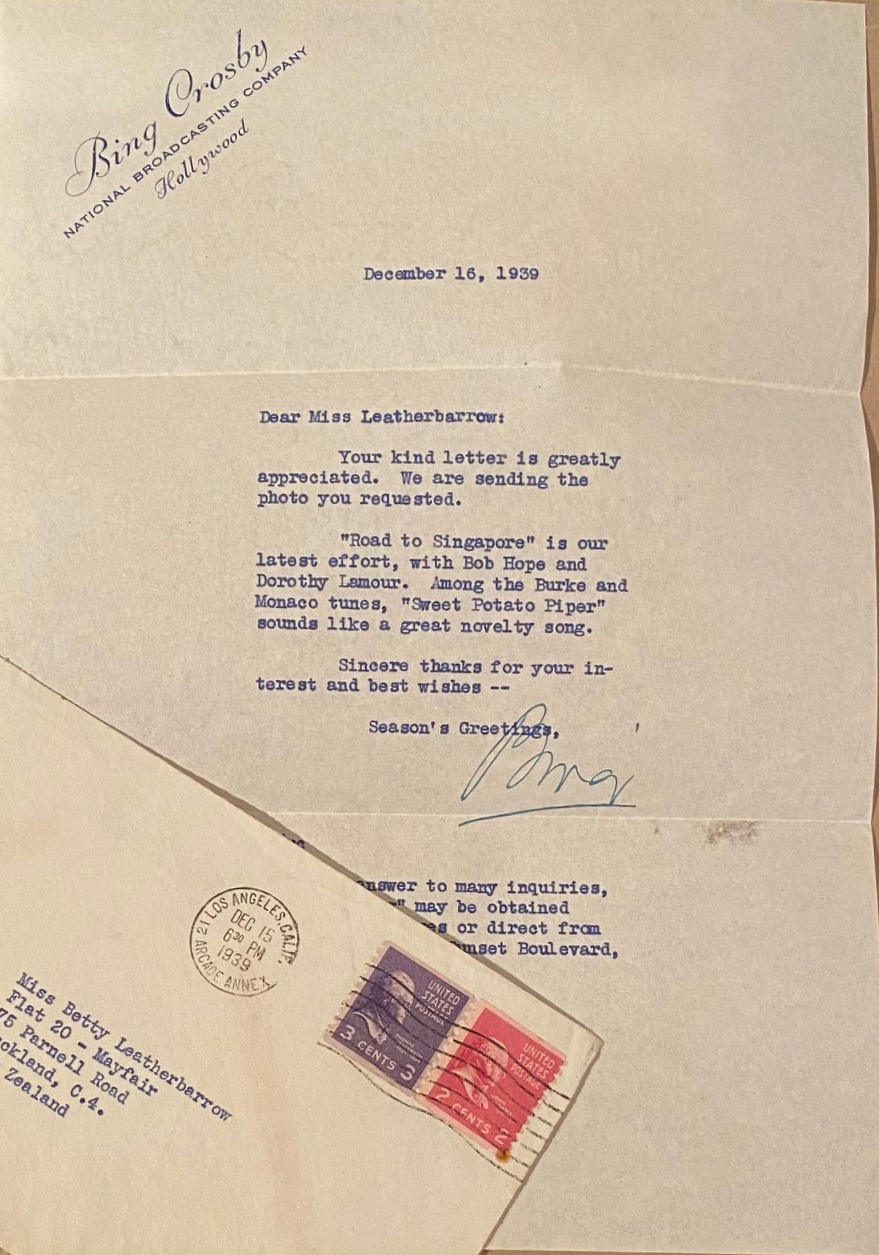 Bing Crosby
NATIONAL BROADCASTING COMPANY
Hollywood
December 16, 1939
Dear Miss Leatherbarrow:
Your kind letter is greatly
appreciated. We are sending the
photo you requested.
"Road to Singapore" is our
latest effort, with Bob Hope and
Dorothy Lamour. Among the Burke and
Monaco tunes, "Sweet Potato Piper"
sounds like a great novelty song.
Sincere thanks for your in-
terest and best wishes --
Season's Greetings,
Bing
nswer to many inquiries,
" may be obtained
es or direct from
unset Boulevard,
LOS ANGELES, CALIF.
21
DEC 15
6 30 PM
1939
ARCADE ANNEX
UNITED
STATES
POSTAGE
3 CENTS 3
UNITED
STATES
POSTAGE
2 CENTS 2
Miss Betty Leatherbarrow
Flat 20 - Mayfair
75 Parnell Road
ckland, C.4.
Zealand